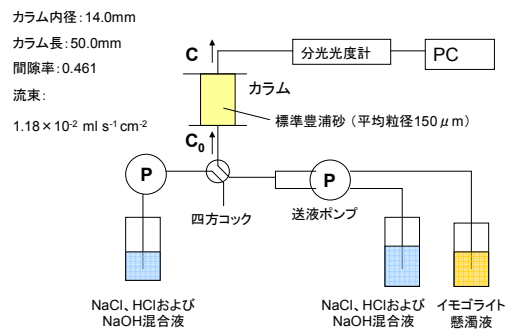 カラム内径：14.0mm
カラム長：50.0mm
間隙率：0.461
流束：
1.18×10⁻² ml s⁻¹ cm⁻²
C
分光光度計
PC
カラム
標準豊浦砂（平均粒径150μm）
C₀
P
P
四方コック
送液ポンプ
NaCl、HClおよび
NaOH混合液
NaCl、HClおよび
NaOH混合液
イモゴライト
懸濁液